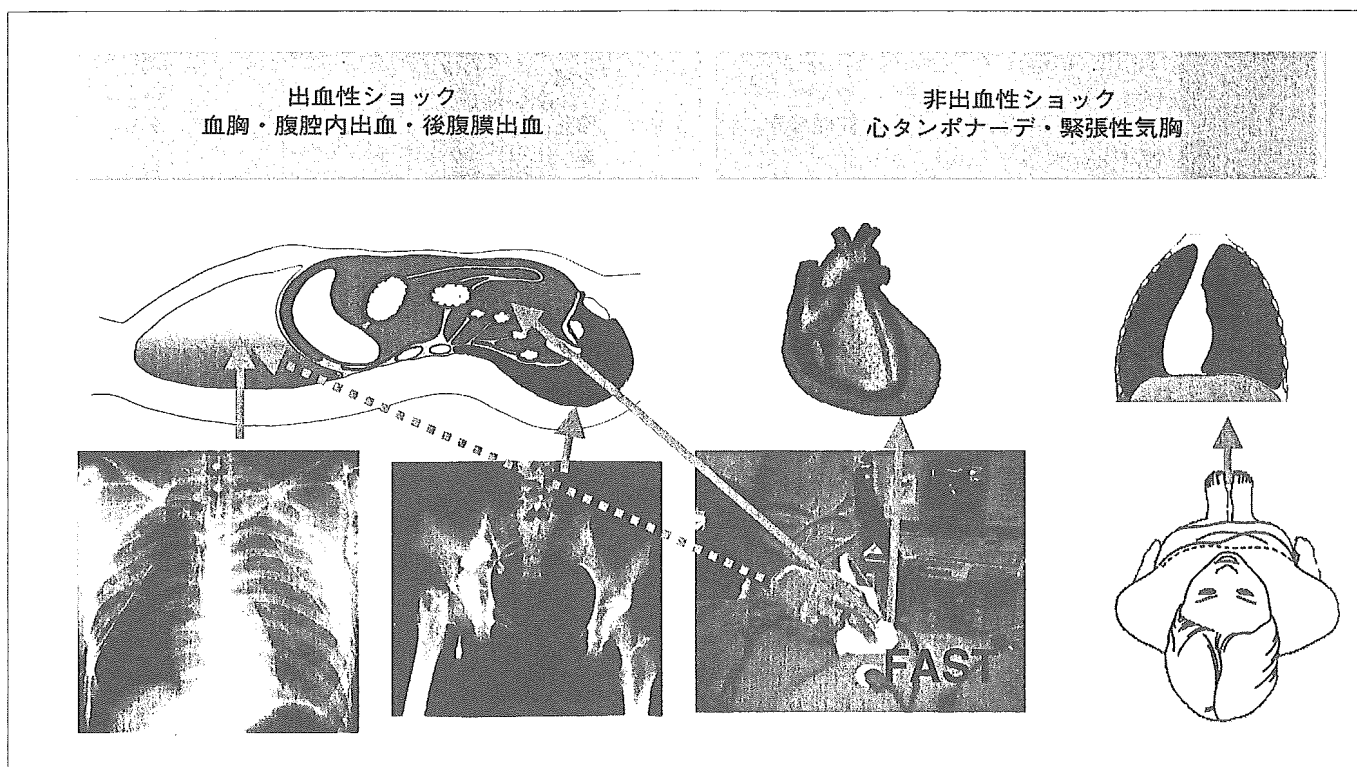 出血性ショック
血胸・腹腔内出血・後腹膜出血
非出血性ショック
心タンポナーデ・緊張性気胸
FAST